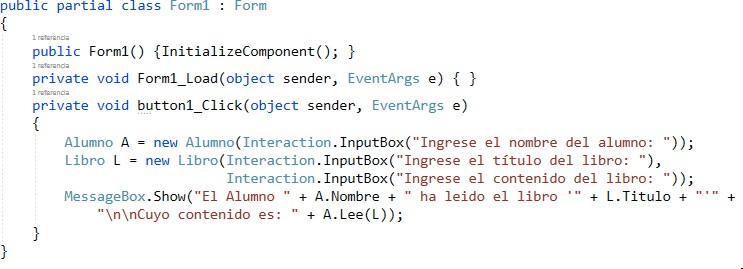 public partial class Form1 : Form
{
1 referencia
public Form1() {InitializeComponent(); }
1 referencia
private void Form1_Load(object sender, EventArgs e) { }
1 referencia
private void button1_Click(object sender, EventArgs e)
{
Alumno A = new Alumno(Interaction.InputBox("Ingrese el nombre del alumno: "));
Libro L = new Libro(Interaction.InputBox("Ingrese el título del libro: "),
Interaction.InputBox("Ingrese el contenido del libro: "));
MessageBox.Show("El Alumno " + A.Nombre + " ha leido el libro '" + L.Titulo + "'" +
"\n\nCuyo contenido es: " + A.Lee(L));
}
}